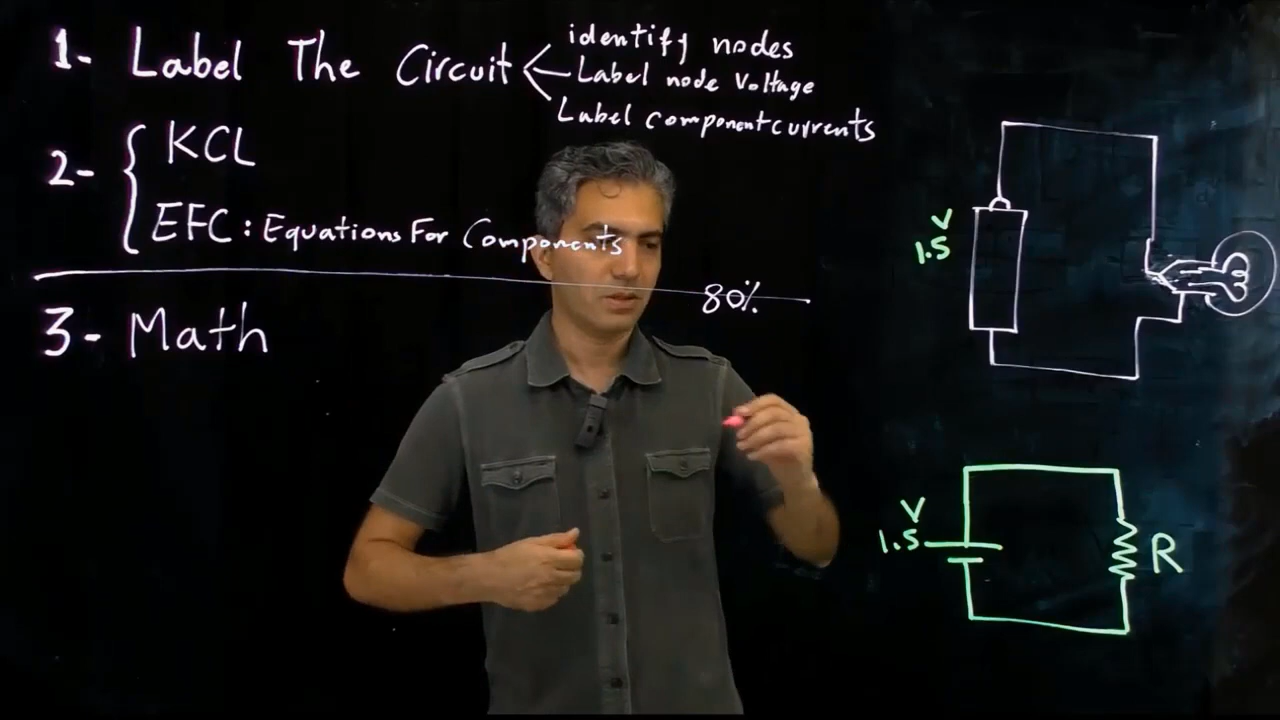 1- Label The Circuit
identify nodes
Label node Voltage
Label component currents
2- KCL
EFC: Equations For Components
80%
3- Math
V
1.5
V
1.5
R